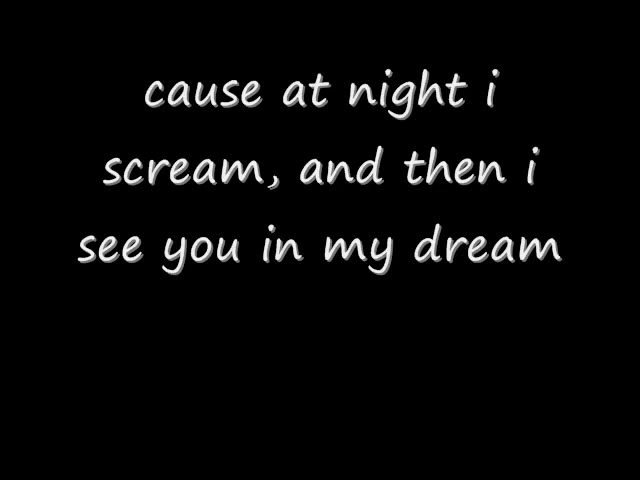 cause at night i
scream, and then i
see you in my dream